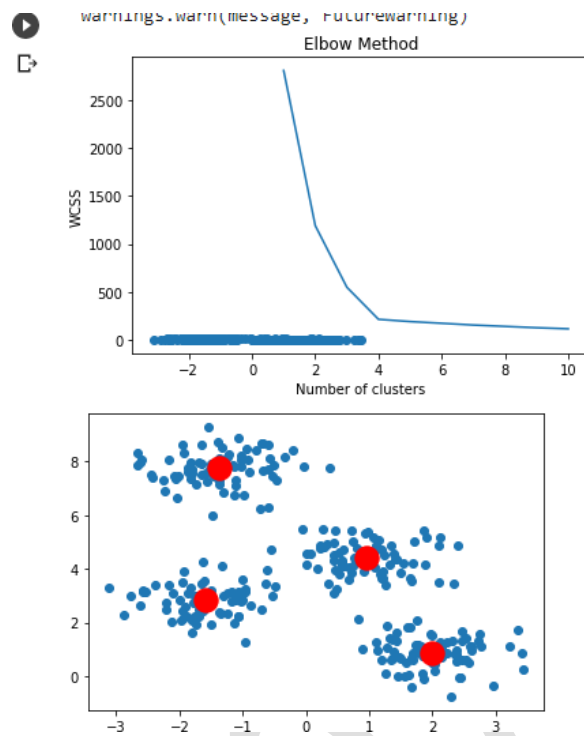 warnings.warn(message, FutureWarning)
Elbow Method
2500
2000
1500
1000
500
0
WCSS
−2 0 2 4 6 8 10
Number of clusters
8
6
4
2
0
−3 −2 −1 0 1 2 3